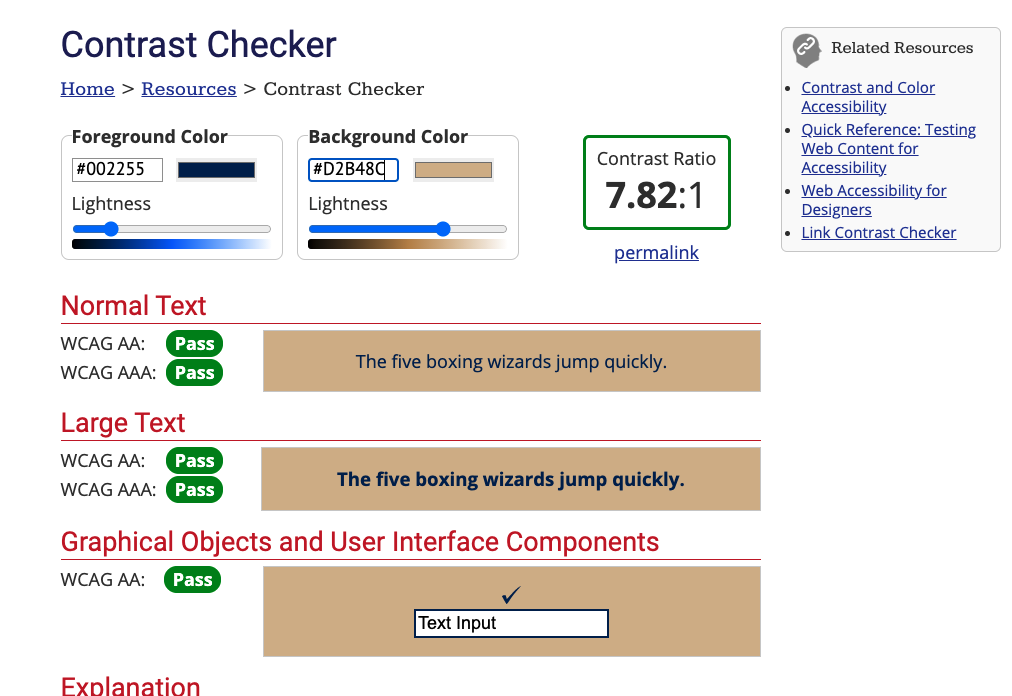 Contrast Checker
Home > Resources > Contrast Checker
Foreground Color
#002255
Lightness
Background Color
#D2B48C
Lightness
Contrast Ratio
7.82:1
permalink
Related Resources
Contrast and Color
Accessibility
Quick Reference: Testing
Web Content for
Accessibility
Web Accessibility for
Designers
Link Contrast Checker
Normal Text
WCAG AA: Pass
WCAG AAA: Pass
The five boxing wizards jump quickly.
Large Text
WCAG AA: Pass
WCAG AAA: Pass
The five boxing wizards jump quickly.
Graphical Objects and User Interface Components
WCAG AA: Pass
✓
Text Input
Explanation